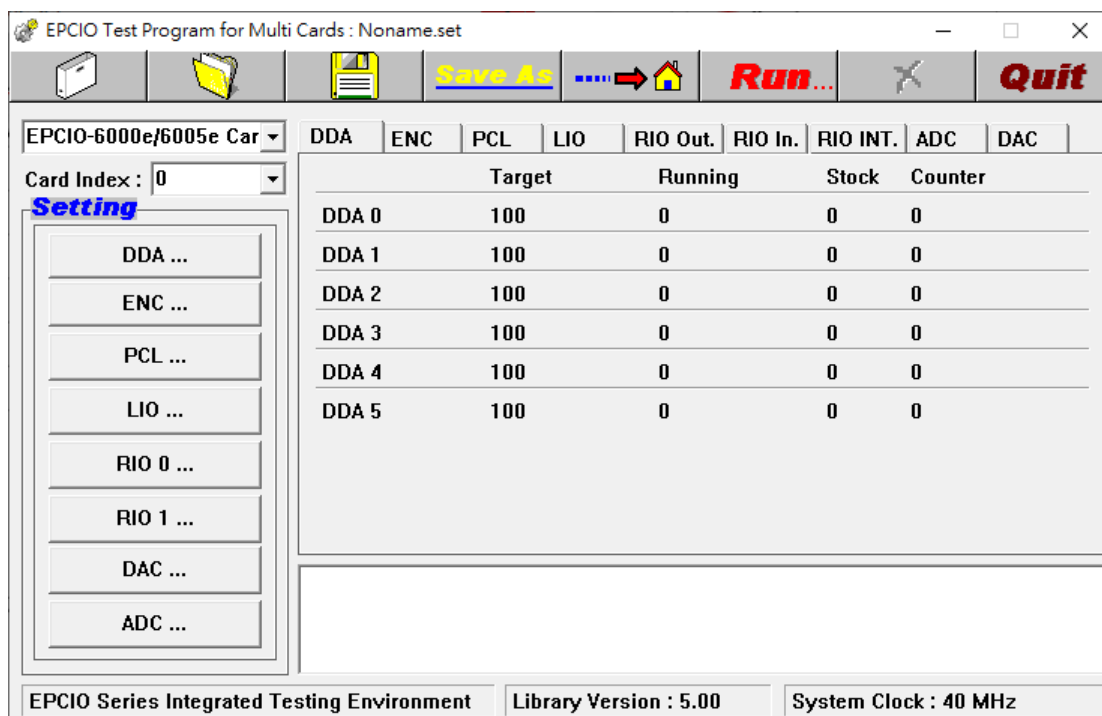 EPCIO Test Program for Multi Cards : Noname.set
Save As Run... Quit
EPCIO-6000e/6005e Car
DDA ENC PCL LIO RIO Out. RIO In. RIO INT. ADC DAC
Card Index : 0
Target Running Stock Counter
Setting
DDA 0 100 0 0 0
DDA ...
DDA 1 100 0 0 0
ENC ...
DDA 2 100 0 0 0
PCL ...
DDA 3 100 0 0 0
DDA 4 100 0 0 0
LIO ...
DDA 5 100 0 0 0
RIO 0 ...
RIO 1 ...
DAC ...
ADC ...
EPCIO Series Integrated Testing Environment Library Version : 5.00 System Clock : 40 MHz